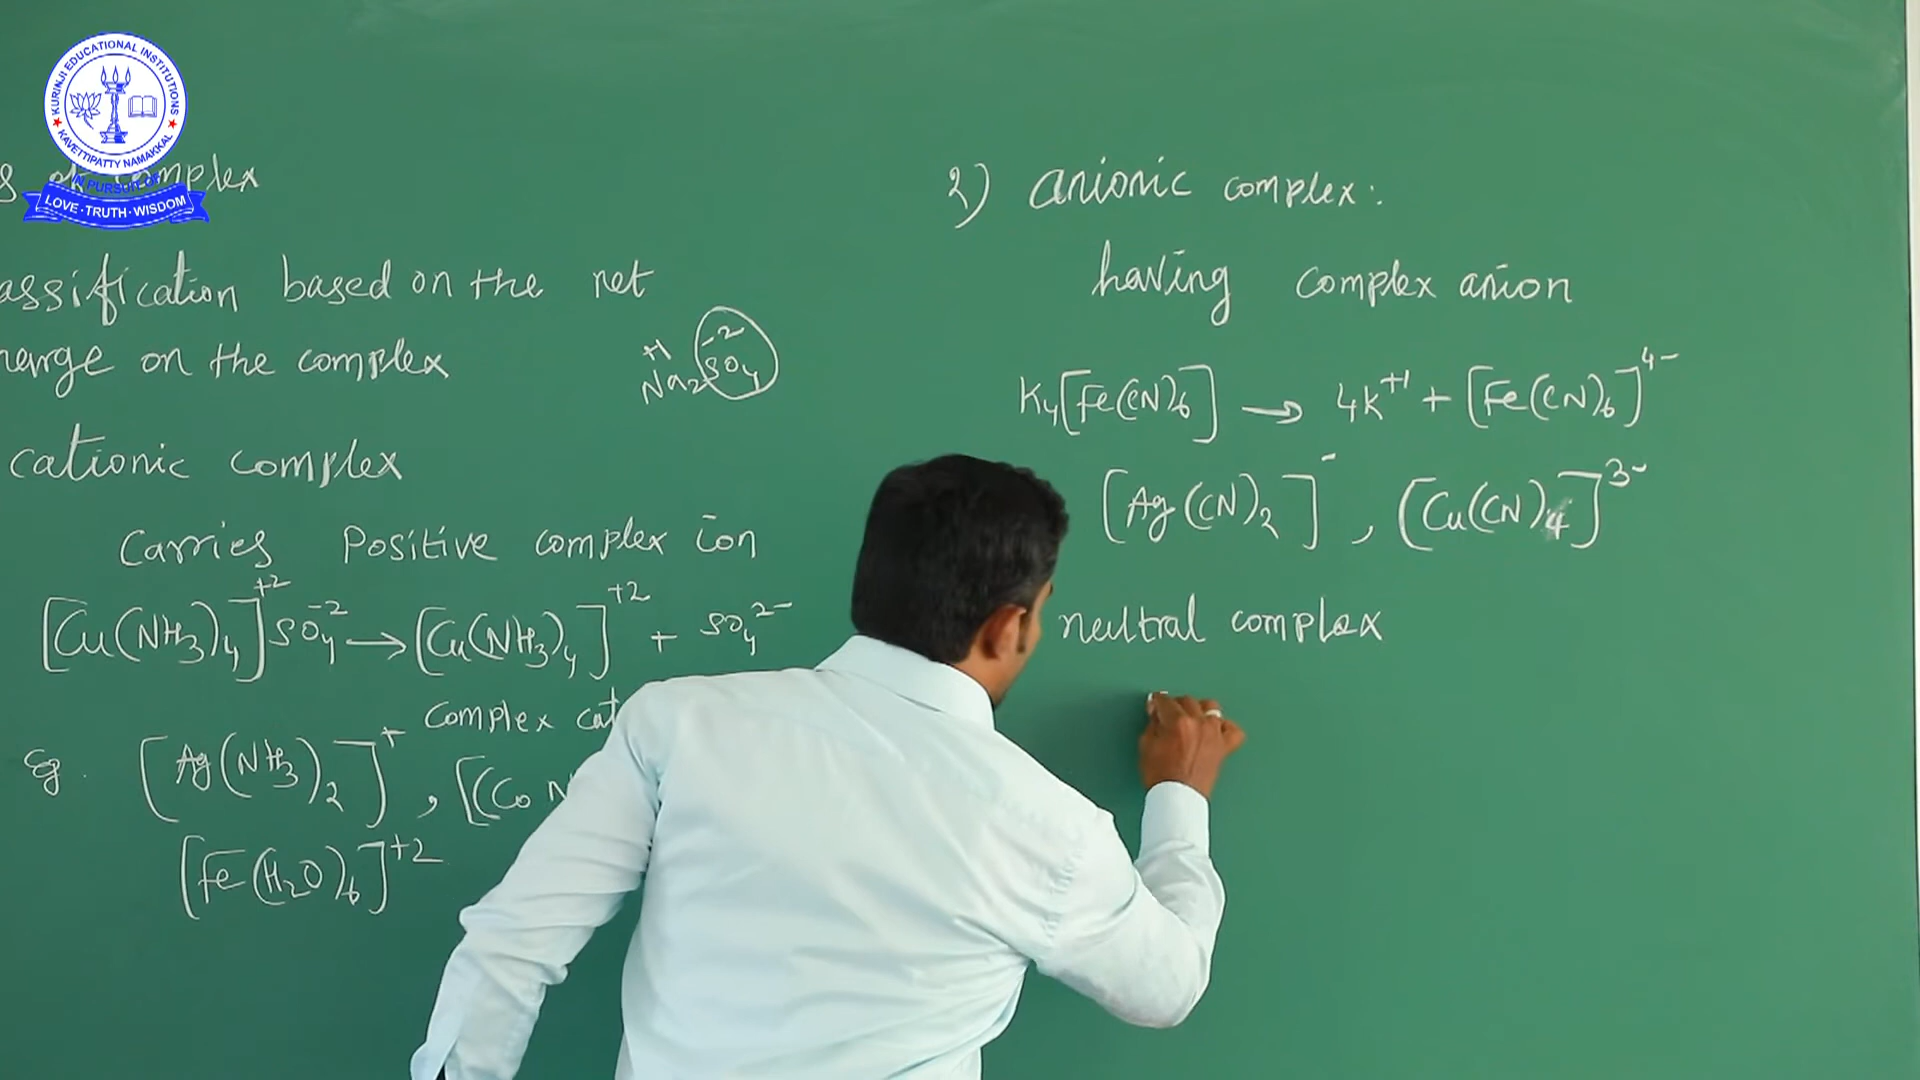 KURINJI EDUCATIONAL INSTITUTIONS
KAVETTIPATTY NAMAKKAL
IN PURSUIT OF
LOVE · TRUTH · WISDOM
s of complex
assification based on the net
harge on the complex
+1 -2
Na₂SO₄
cationic complex
Carries Positive complex ion
[Cu(NH₃)₄]⁺² SO₄⁻² → [Cu(NH₃)₄]⁺² + SO₄²⁻
Complex cat
Eg. [Ag(NH₃)₂]⁺, [(Co N
[Fe(H₂O)₆]⁺²
2) anionic complex:
having complex anion
K₄[Fe(CN)₆] → 4K⁺¹ + [Fe(CN)₆]⁴⁻
[Ag(CN)₂]⁻, [Cu(CN)₄]³⁻
neutral complex